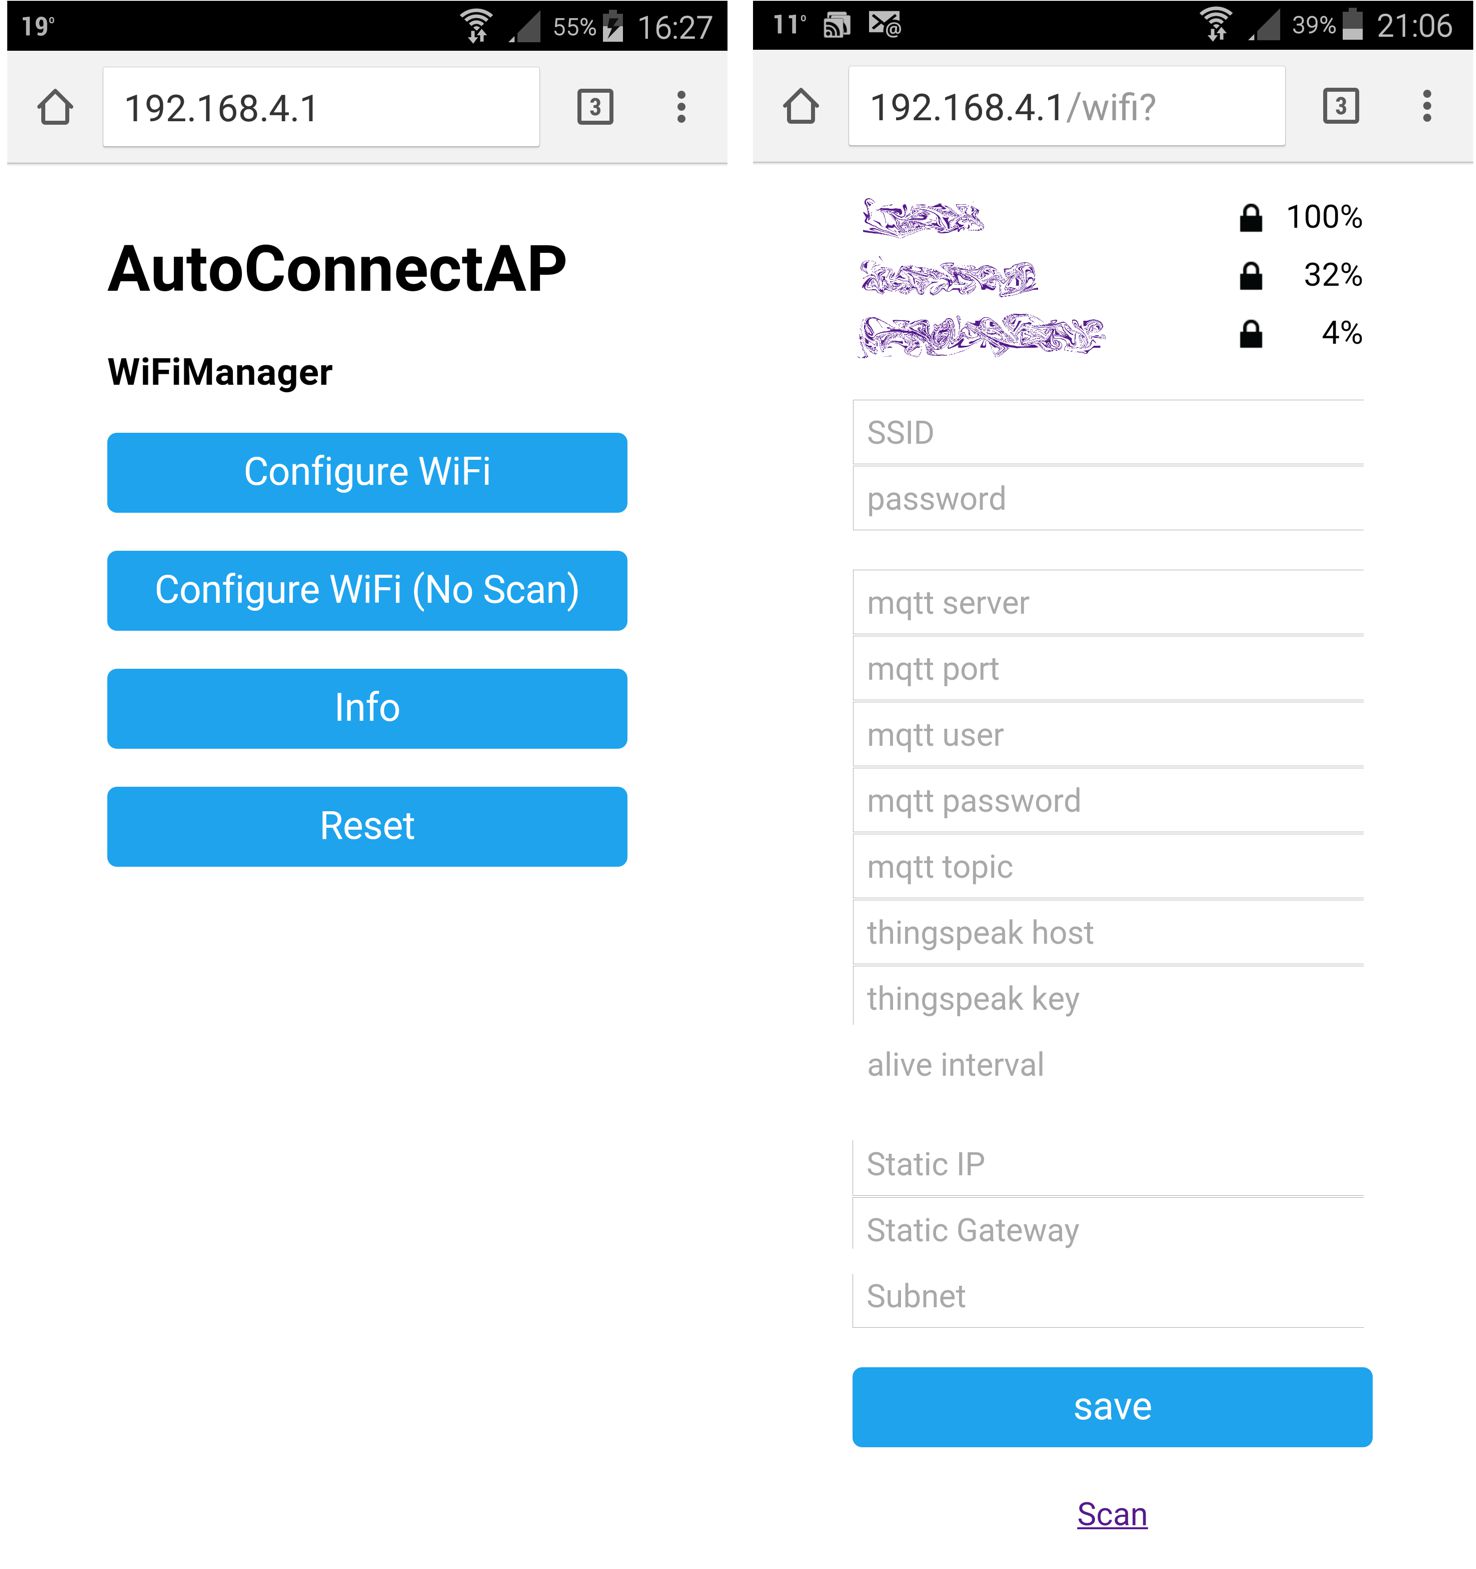 19°
55%
16:27
192.168.4.1
3
AutoConnectAP
WiFiManager
Configure WiFi
Configure WiFi (No Scan)
Info
Reset
11°
39%
21:06
192.168.4.1/wifi?
3
100%
32%
4%
SSID
password
mqtt server
mqtt port
mqtt user
mqtt password
mqtt topic
thingspeak host
thingspeak key
alive interval
Static IP
Static Gateway
Subnet
save
Scan